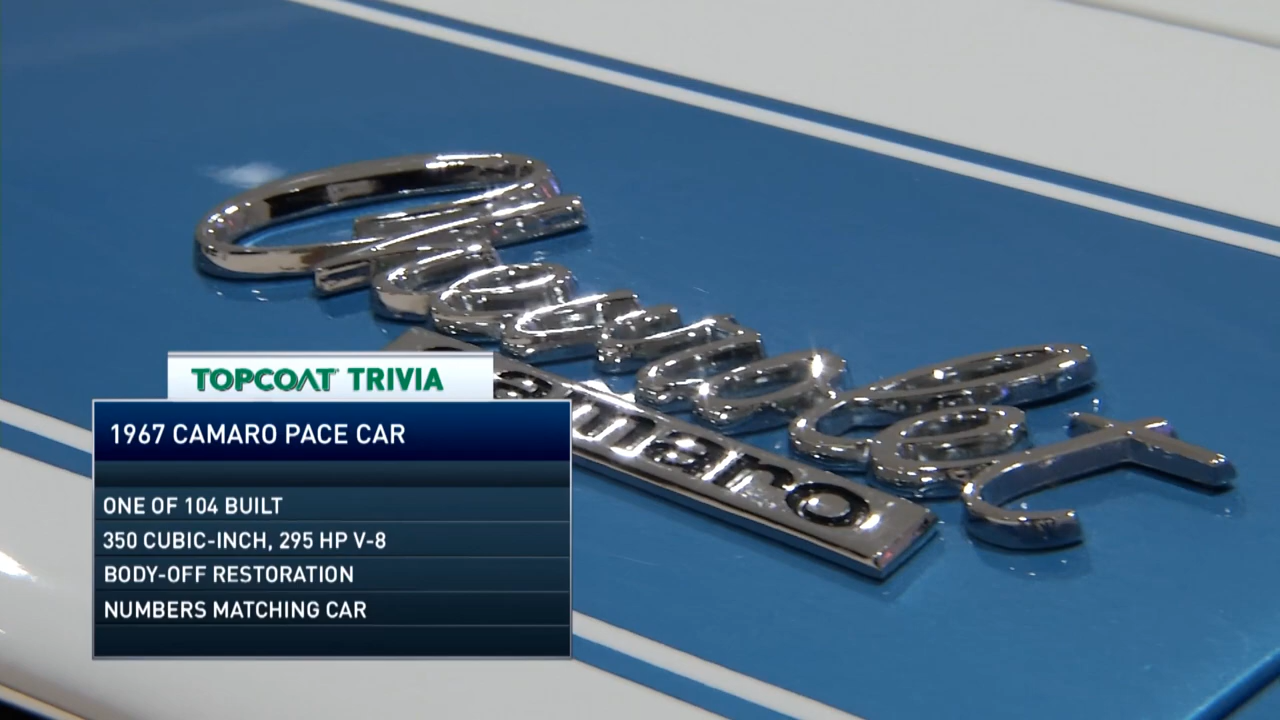 Chevrolet
Camaro
TOPCOAT TRIVIA
1967 CAMARO PACE CAR
ONE OF 104 BUILT
350 CUBIC-INCH, 295 HP V-8
BODY-OFF RESTORATION
NUMBERS MATCHING CAR